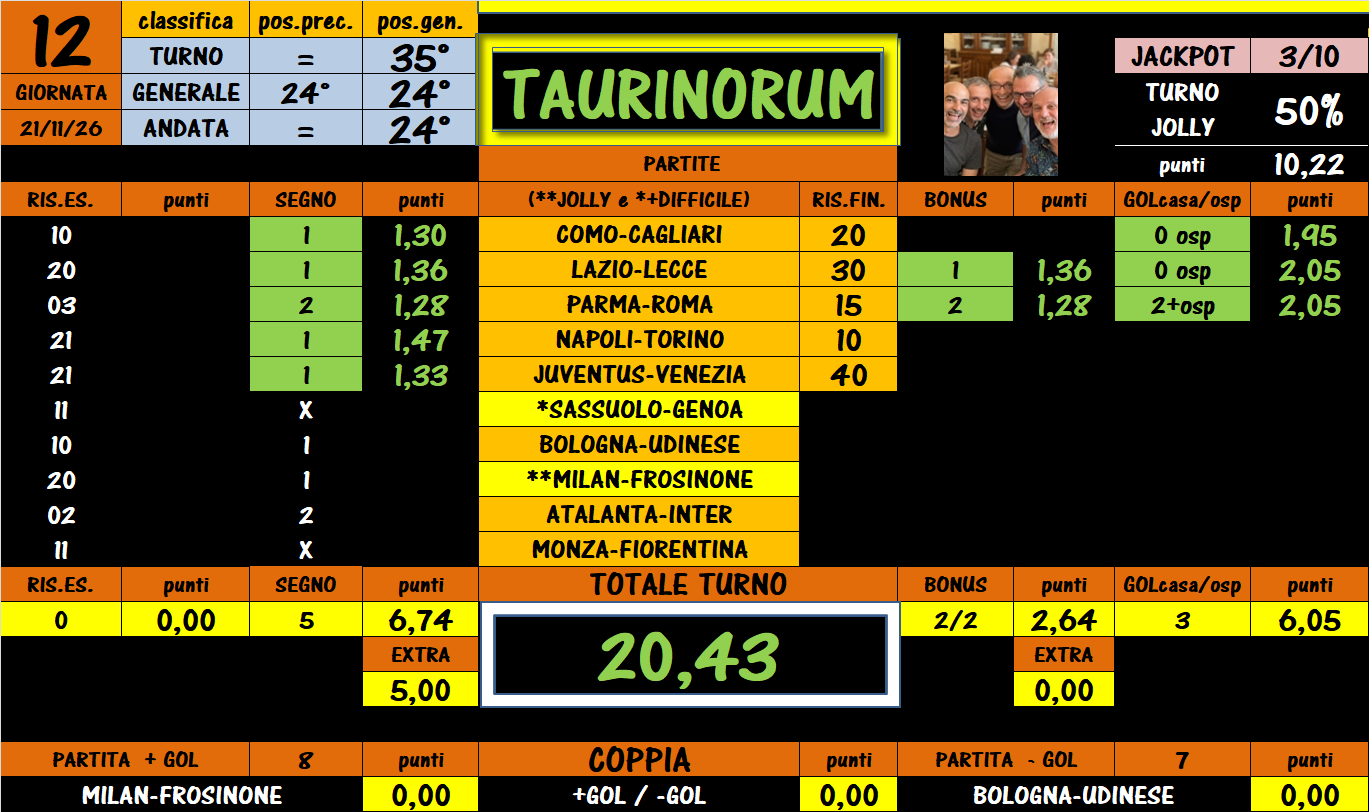 12 classifica pos.prec. pos.gen.
TURNO = 35°
GIORNATA GENERALE 24° 24°
21/11/26 ANDATA = 24°
TAURINORUM
JACKPOT 3/10
TURNO JOLLY 50%
punti 10,22
PARTITE
RIS.ES. punti SEGNO punti (**JOLLY e *+DIFFICILE) RIS.FIN. BONUS punti GOLcasa/osp punti
10 1 1,30 COMO-CAGLIARI 20 0 osp 1,95
20 1 1,36 LAZIO-LECCE 30 1 1,36 0 osp 2,05
03 2 1,28 PARMA-ROMA 15 2 1,28 2+osp 2,05
21 1 1,47 NAPOLI-TORINO 10
21 1 1,33 JUVENTUS-VENEZIA 40
11 X *SASSUOLO-GENOA
10 1 BOLOGNA-UDINESE
20 1 **MILAN-FROSINONE
02 2 ATALANTA-INTER
11 X MONZA-FIORENTINA
RIS.ES. punti SEGNO punti TOTALE TURNO BONUS punti GOLcasa/osp punti
0 0,00 5 6,74 20,43 2/2 2,64 3 6,05
EXTRA EXTRA
5,00 0,00
PARTITA + GOL 8 punti COPPIA punti PARTITA - GOL 7 punti
MILAN-FROSINONE 0,00 +GOL / -GOL 0,00 BOLOGNA-UDINESE 0,00